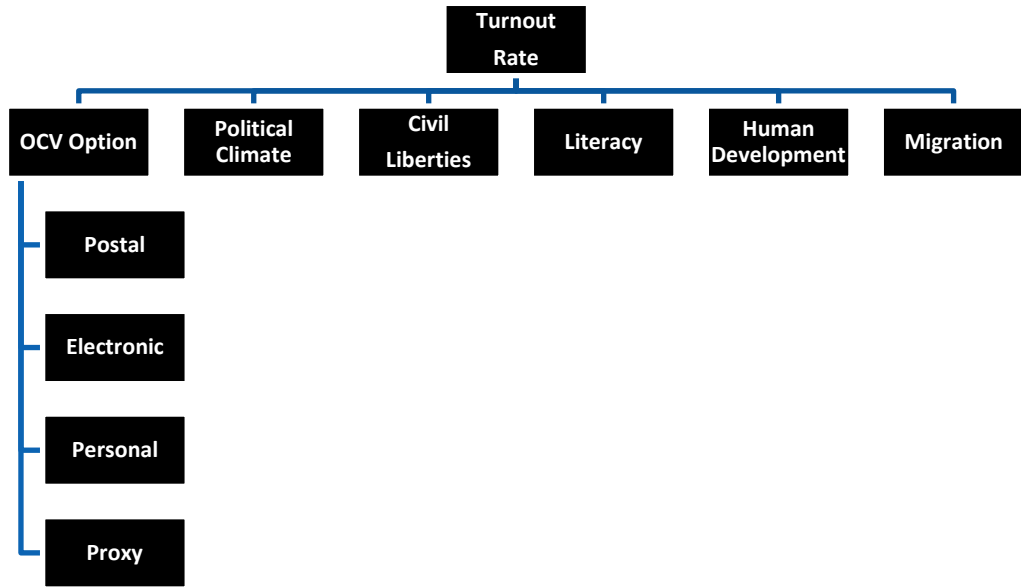 Turnout
Rate
OCV Option
Political
Climate
Civil
Liberties
Literacy
Human
Development
Migration
Postal
Electronic
Personal
Proxy